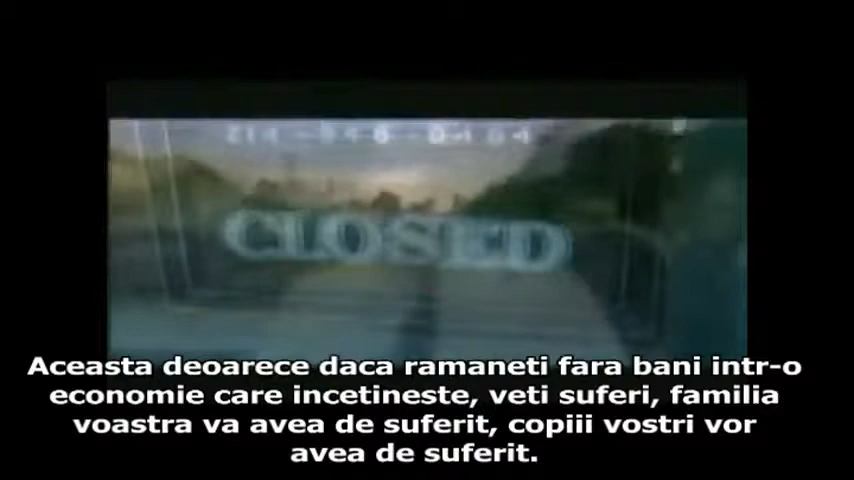 CLOSED
Aceasta deoarece daca ramaneti fara bani intr-o
economie care incetineste, veti suferi, familia
voastra va avea de suferit, copiii vostri vor
avea de suferit.